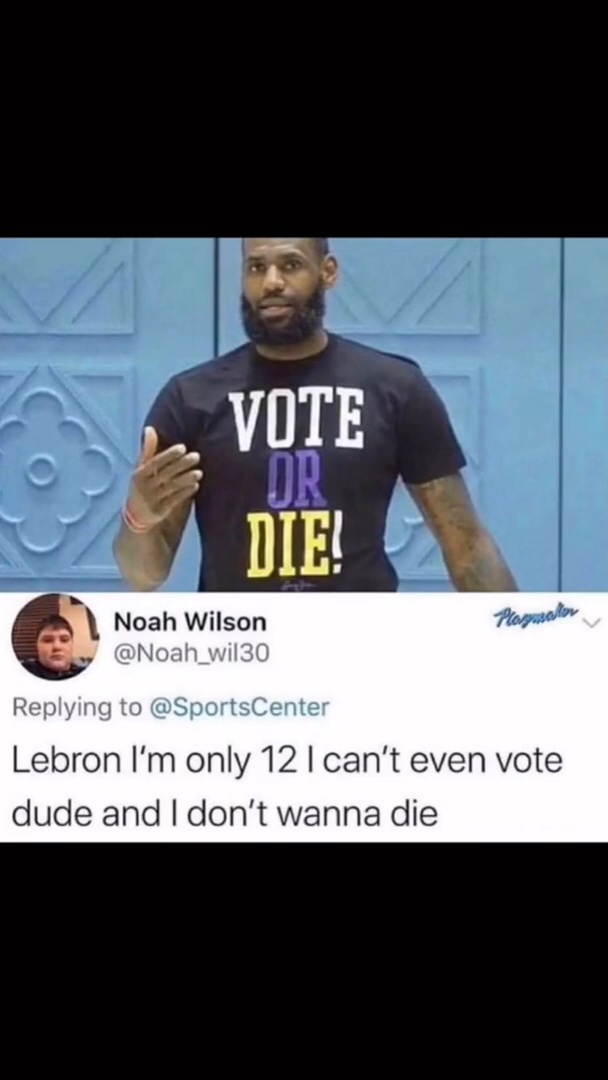 VOTE
OR
DIE!
Noah Wilson
Playmaker
@Noah_wil30
Replying to @SportsCenter
Lebron I'm only 12 I can't even vote
dude and I don't wanna die